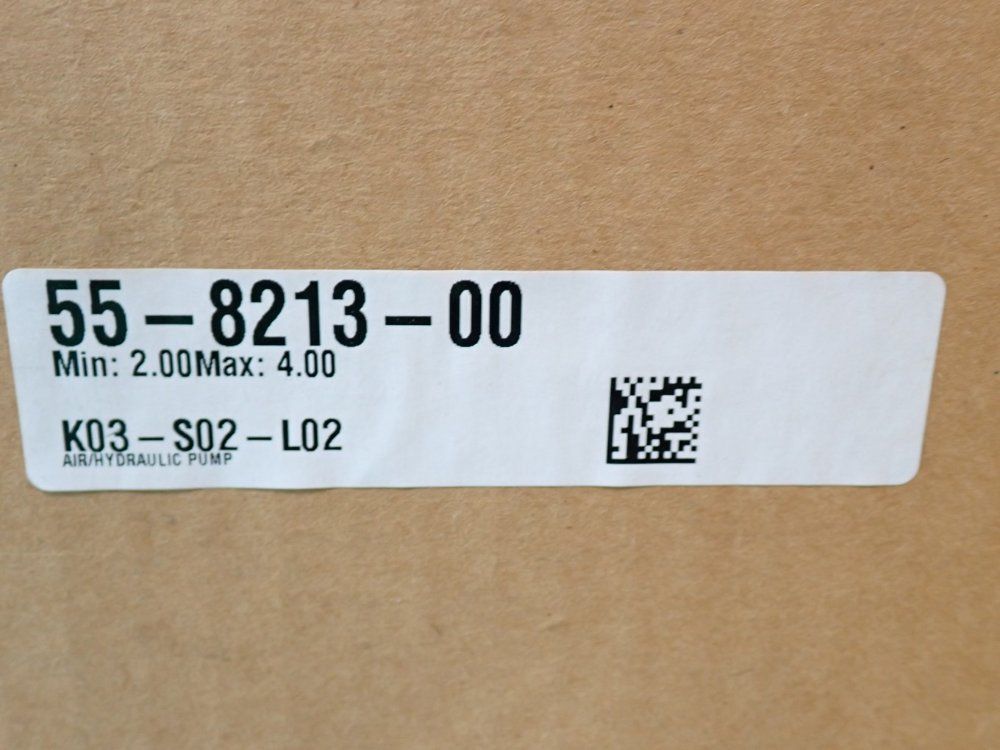 55-8213-00
Min: 2.00Max: 4.00
K03-S02-L02
AIR/HYDRAULIC PUMP